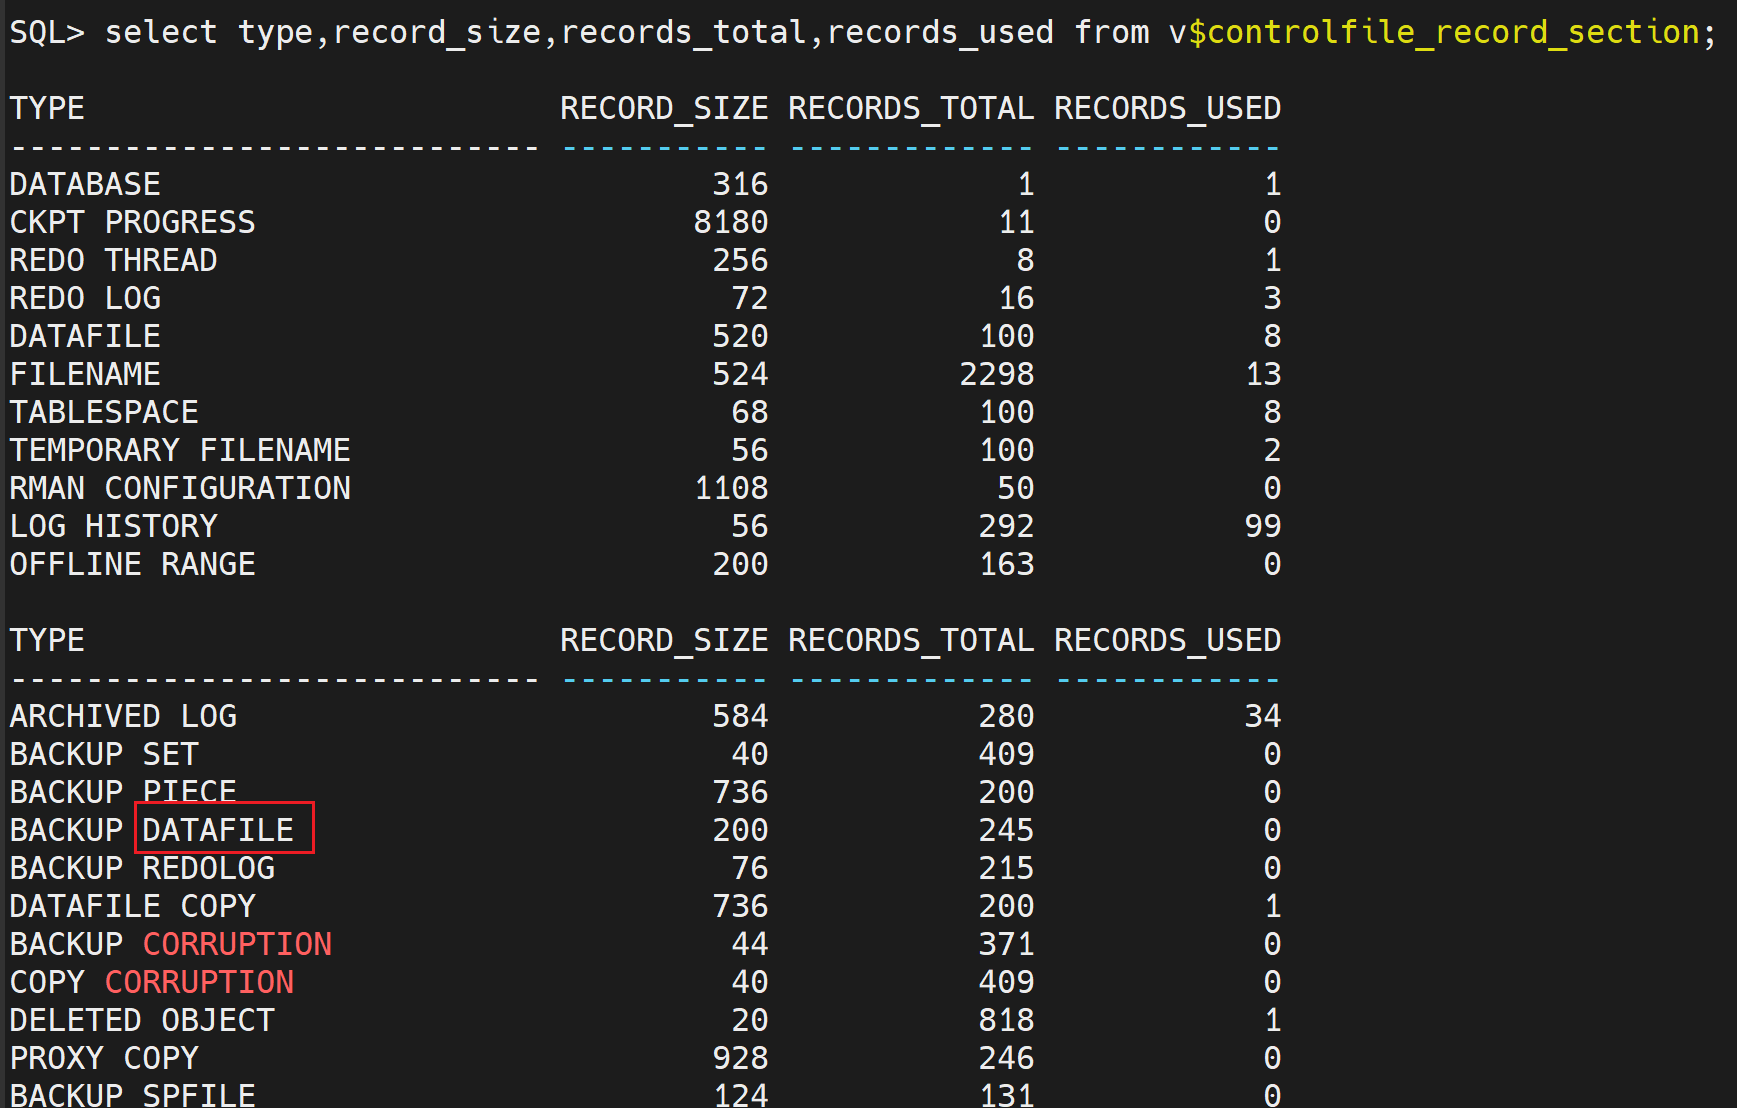 SQL> select type,record_size,records_total,records_used from v$controlfile_record_section;
TYPE RECORD_SIZE RECORDS_TOTAL RECORDS_USED
---------------------------- ----------- ------------- ------------
DATABASE 316 1 1
CKPT PROGRESS 8180 11 0
REDO THREAD 256 8 1
REDO LOG 72 16 3
DATAFILE 520 100 8
FILENAME 524 2298 13
TABLESPACE 68 100 8
TEMPORARY FILENAME 56 100 2
RMAN CONFIGURATION 1108 50 0
LOG HISTORY 56 292 99
OFFLINE RANGE 200 163 0
TYPE RECORD_SIZE RECORDS_TOTAL RECORDS_USED
---------------------------- ----------- ------------- ------------
ARCHIVED LOG 584 280 34
BACKUP SET 40 409 0
BACKUP PIECE 736 200 0
BACKUP DATAFILE 200 245 0
BACKUP REDOLOG 76 215 0
DATAFILE COPY 736 200 1
BACKUP CORRUPTION 44 371 0
COPY CORRUPTION 40 409 0
DELETED OBJECT 20 818 1
PROXY COPY 928 246 0
BACKUP SPFILE 124 131 0